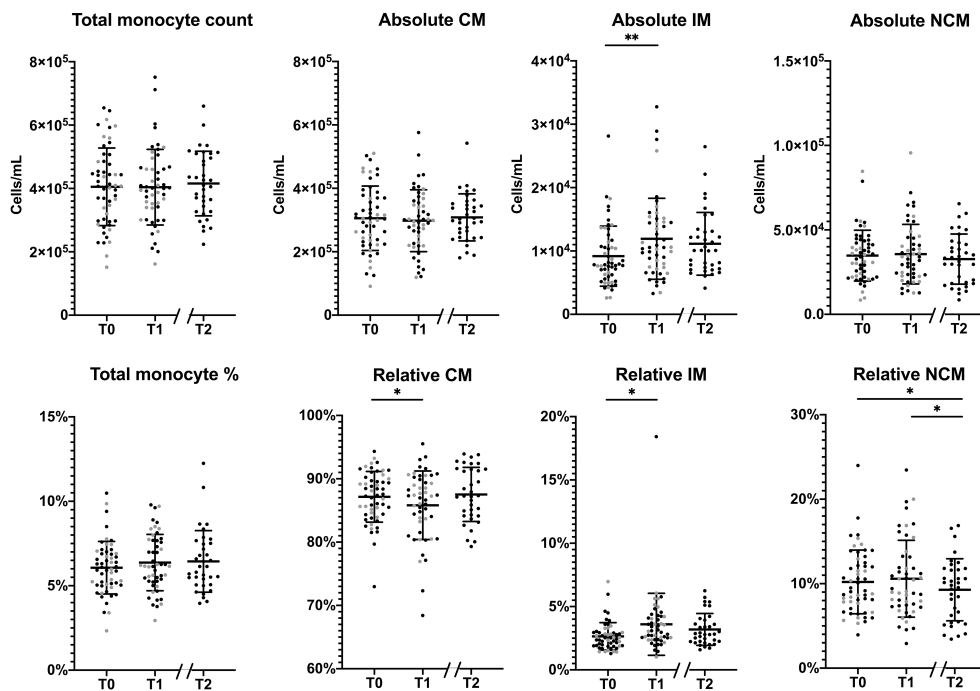 Total monocyte count
Absolute CM
Absolute IM
Absolute NCM
Cells/mL
8×10⁵
6×10⁵
4×10⁵
2×10⁵
0
T0 T1 T2
Cells/mL
8×10⁵
6×10⁵
4×10⁵
2×10⁵
0
T0 T1 T2
**
Cells/mL
4×10⁴
3×10⁴
2×10⁴
1×10⁴
0
T0 T1 T2
Cells/mL
1.5×10⁵
1.0×10⁵
5.0×10⁴
0.0
T0 T1 T2
Total monocyte %
Relative CM
Relative IM
Relative NCM
15%
10%
5%
0%
T0 T1 T2
*
100%
90%
80%
70%
60%
T0 T1 T2
*
20%
15%
10%
5%
0%
T0 T1 T2
*
*
30%
20%
10%
0%
T0 T1 T2